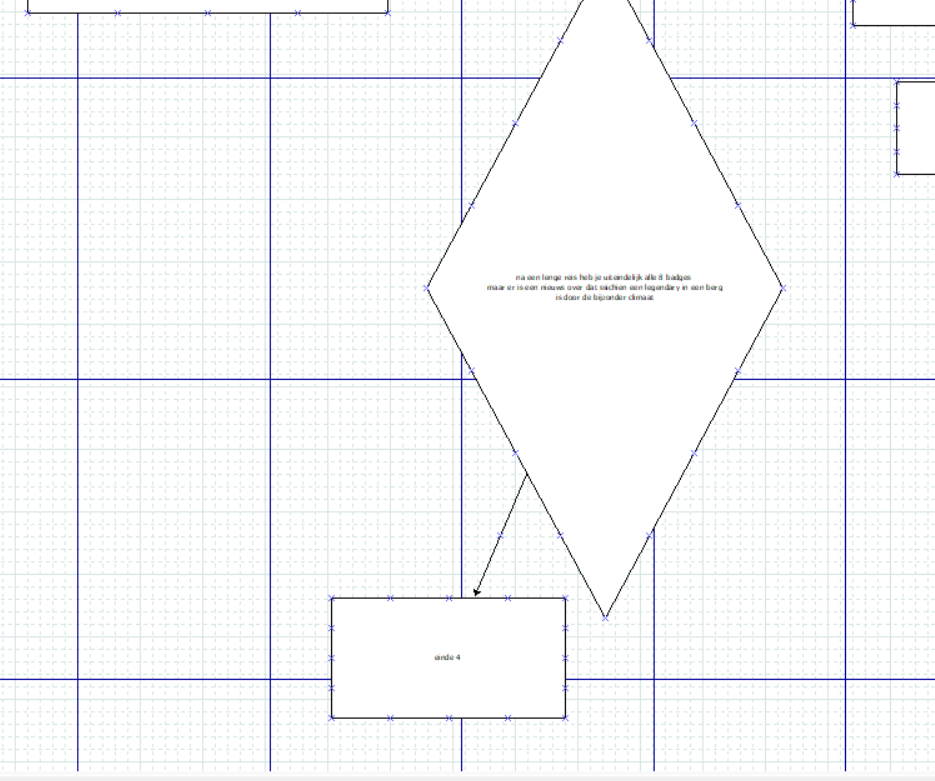 na een lange reis heb je uiteindelijk alle 8 badges
maar er is een nieuws over dat een legendary in een berg
is door de bijzonder climaat
einde 4